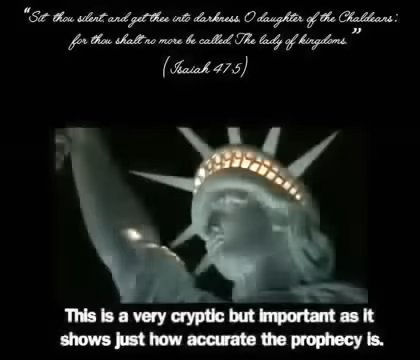 “Sit thou silent, and get thee into darkness, O daughter of the Chaldeans:
for thou shalt no more be called, The lady of kingdoms.”
(Isaiah 47:5)
This is a very cryptic but important as it
shows just how accurate the prophecy is.